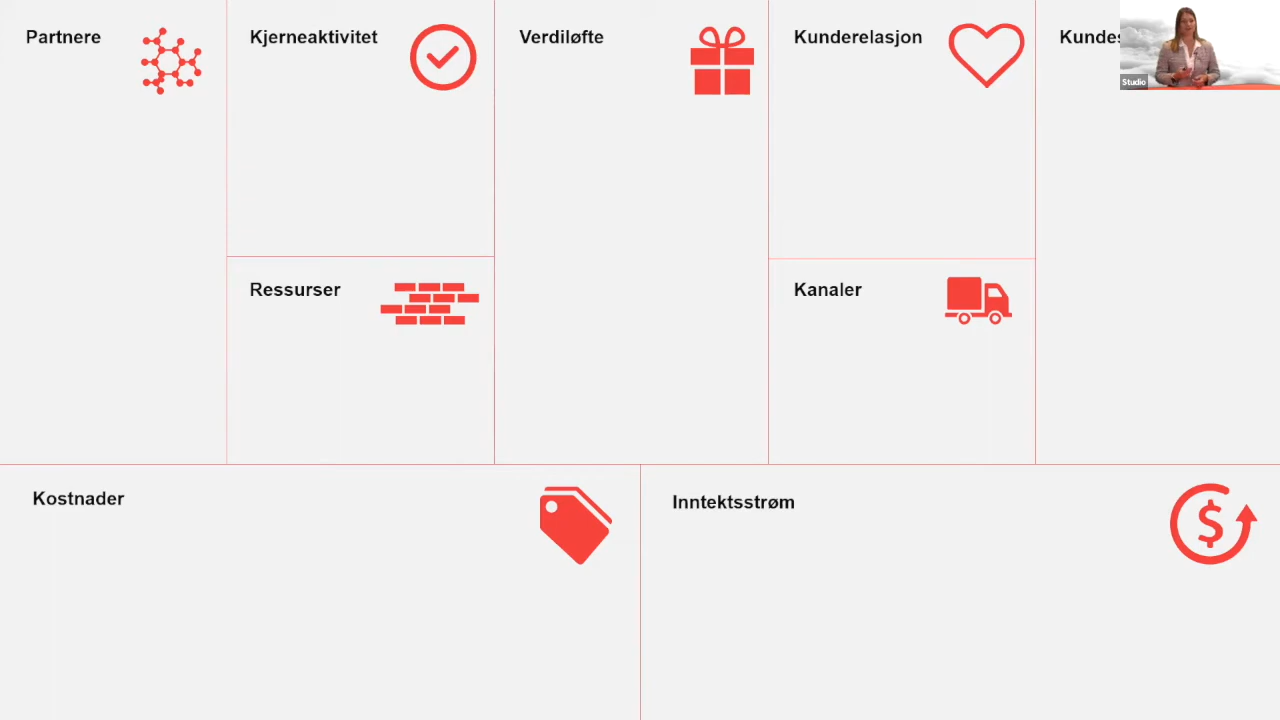 Partnere
Kjerneaktivitet
Verdiløfte
Kunderelasjon
Studio
Ressurser
Kanaler
Kostnader
Inntektsstrøm